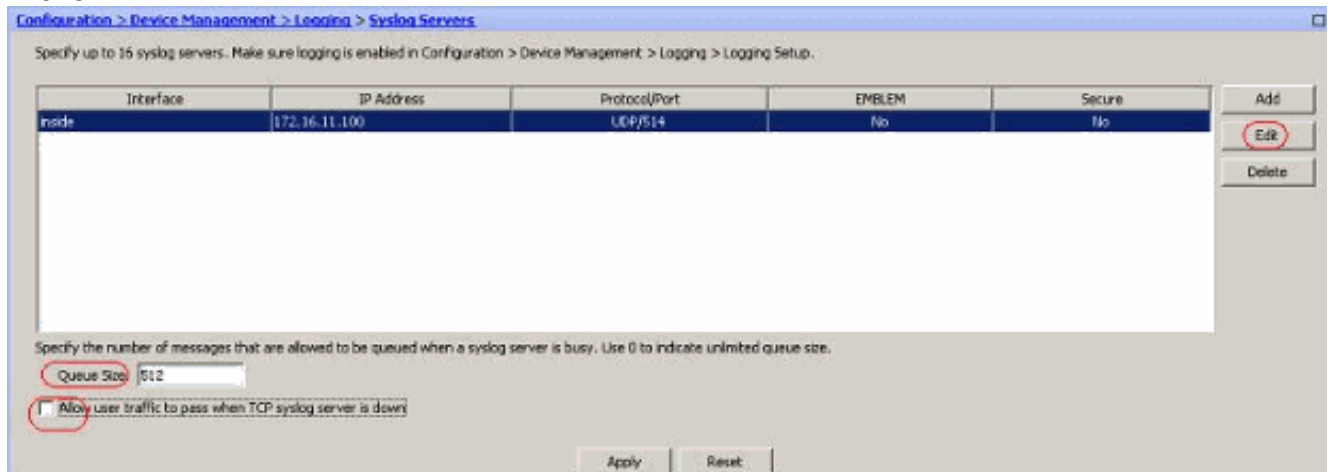 Configuration > Device Management > Logging > Syslog Servers
Specify up to 16 syslog servers. Make sure logging is enabled in Configuration > Device Management > Logging > Logging Setup.
Interface IP Address Protocol/Port EMBLEM Secure
inside 172.16.11.100 UDP/514 No No
Add
Edit
Delete
Specify the number of messages that are allowed to be queued when a syslog server is busy. Use 0 to indicate unlimited queue size.
Queue Size 512
Allow user traffic to pass when TCP syslog server is down
Apply Reset